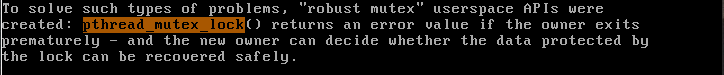 To solve such types of problems, "robust mutex" userspace APIs were
created: pthread_mutex_lock() returns an error value if the owner exits
prematurely - and the new owner can decide whether the data protected by
the lock can be recovered safely.